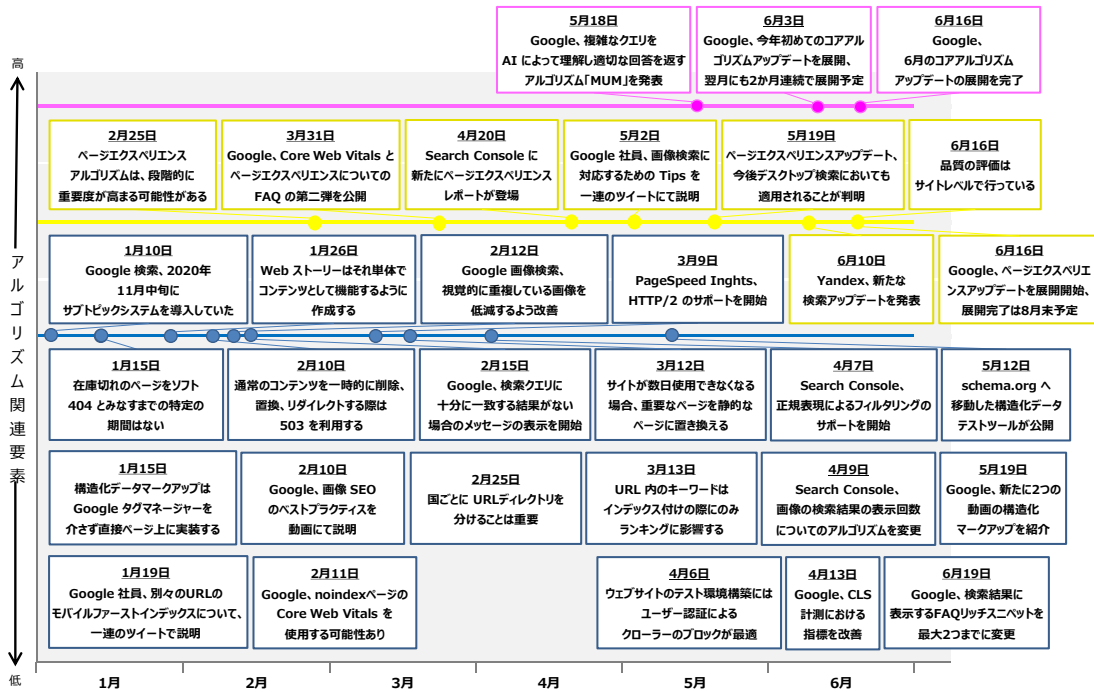 高
アルゴリズム関連要素
低
5月18日
Google、複雑なクエリを
AI によって理解し適切な回答を返す
アルゴリズム「MUM」を発表
6月3日
Google、今年初めてのコアアル
ゴリズムアップデートを展開、
翌月にも2か月連続で展開予定
6月16日
Google、
6月のコアアルゴリズム
アップデートの展開を完了
2月25日
ページエクスペリエンス
アルゴリズムは、段階的に
重要度が高まる可能性がある
3月31日
Google、Core Web Vitals と
ページエクスペリエンスについての
FAQ の第二弾を公開
4月20日
Search Console に
新たにページエクスペリエンス
レポートが登場
5月2日
Google 社員、画像検索に
対応するための Tips を
一連のツイートにて説明
5月19日
ページエクスペリエンスアップデート、
今後デスクトップ検索においても
適用されることが判明
6月16日
品質の評価は
サイトレベルで行っている
1月10日
Google 検索、2020年
11月中旬に
サブトピックシステムを導入していた
1月26日
Web ストーリーはそれ単体で
コンテンツとして機能するように
作成する
2月12日
Google 画像検索、
視覚的に重複している画像を
低減するよう改善
3月9日
PageSpeed Inghts、
HTTP/2 のサポートを開始
6月10日
Yandex、新たな
検索アップデートを発表
6月16日
Google、ページエクスペリエ
ンスアップデートを展開開始、
展開完了は8月末予定
1月15日
在庫切れのページをソフト
404 とみなすまでの特定の
期間はない
2月10日
通常のコンテンツを一時的に削除、
置換、リダイレクトする際は
503 を利用する
2月15日
Google、検索クエリに
十分に一致する結果がない
場合のメッセージの表示を開始
3月12日
サイトが数日使用できなくなる
場合、重要なページを静的な
ページに置き換える
4月7日
Search Console、
正規表現によるフィルタリングの
サポートを開始
5月12日
schema.org へ
移動した構造化データ
テストツールが公開
1月15日
構造化データマークアップは
Google タグマネージャーを
介さず直接ページ上に実装する
2月10日
Google、画像 SEO
のベストプラクティスを
動画にて説明
2月25日
国ごとに URLディレクトリを
分けることは重要
3月13日
URL 内のキーワードは
インデックス付けの際にのみ
ランキングに影響する
4月9日
Search Console、
画像の検索結果の表示回数
についてのアルゴリズムを変更
5月19日
Google、新たに2つの
動画の構造化
マークアップを紹介
1月19日
Google 社員、別々のURLの
モバイルファーストインデックスについて、
一連のツイートで説明
2月11日
Google、noindexページの
Core Web Vitals を
使用する可能性あり
4月6日
ウェブサイトのテスト環境構築には
ユーザー認証による
クローラーのブロックが最適
4月13日
Google、CLS
計測における
指標を改善
6月19日
Google、検索結果に
表示するFAQリッチスニペットを
最大2つまでに変更
1月
2月
3月
4月
5月
6月